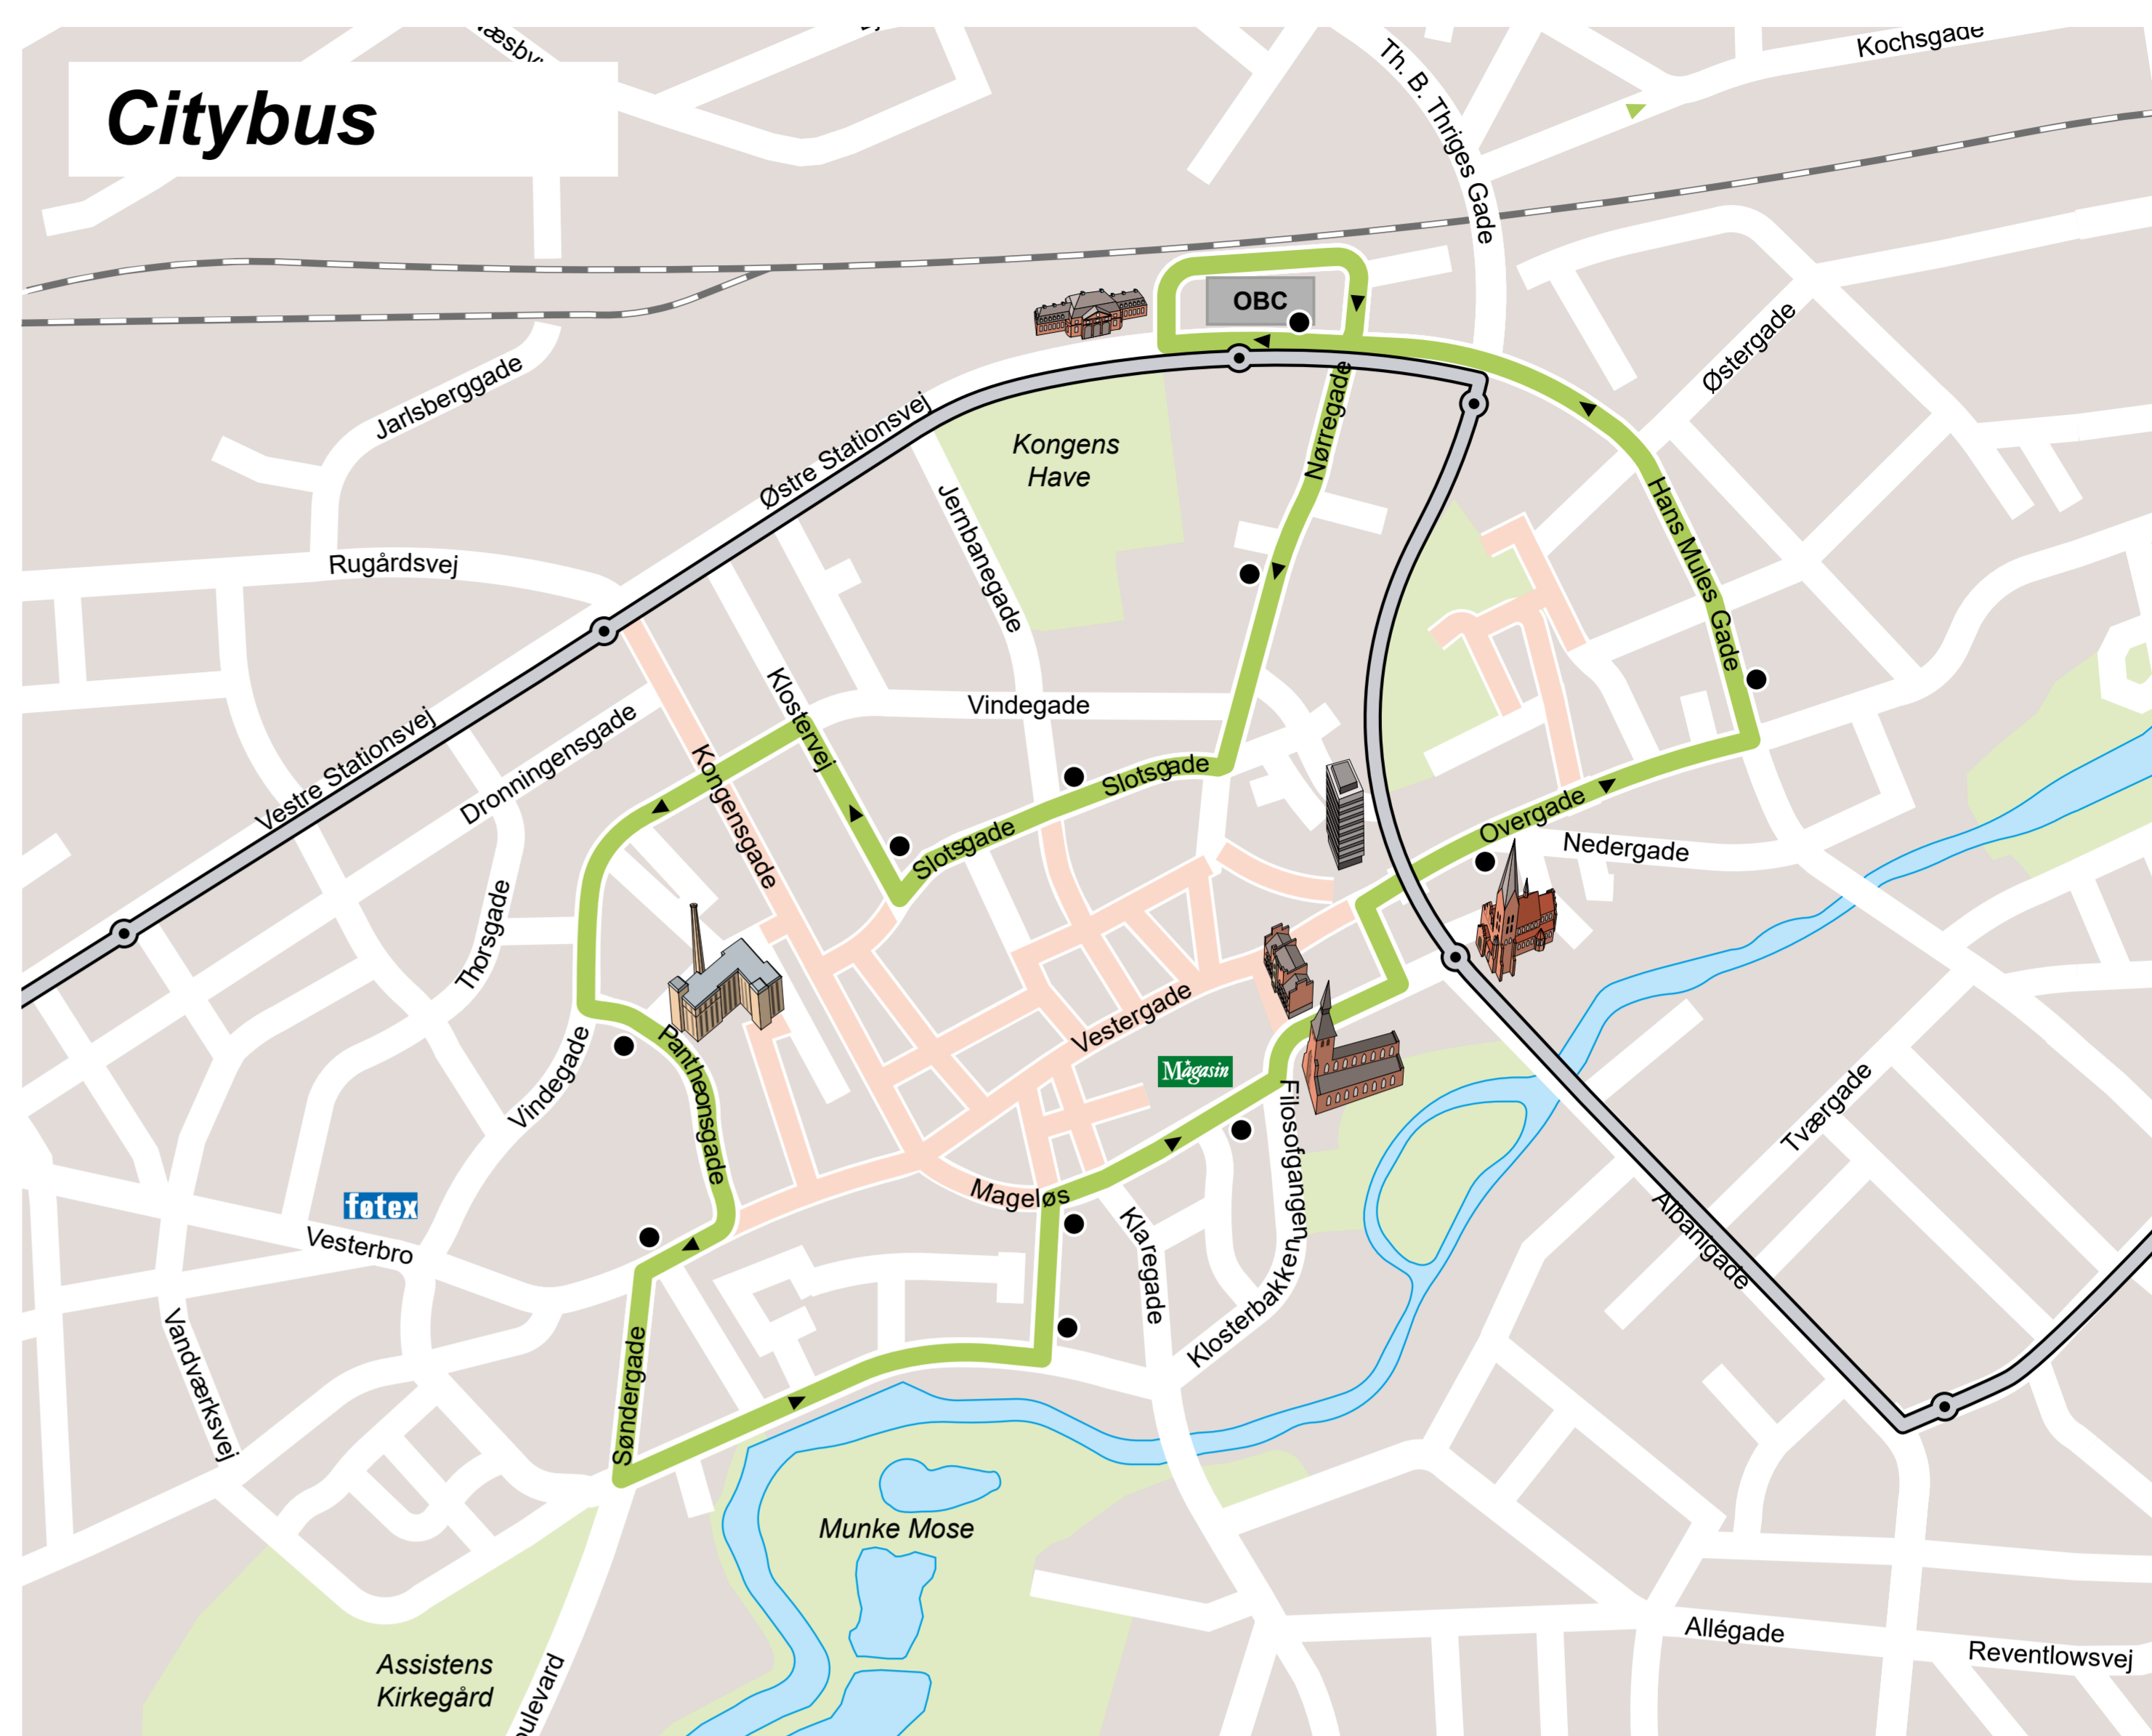 Citybus
Kochsgade
Th. B. Thriges Gade
OBC
Østergade
Jarlsberggade
Nørregade
Østre Stationsvej
Kongens
Have
Jernbanegade
Hans Mules Gade
Rugårdsvej
Klostervej
Vindegade
Vestre Stationsvej
Dronningensgade
Kongensgade
Slotsgade
Slotsgade
Overgade
Nedergade
Thorsgade
Vestergade
Pantheonsgade
Vindegade
Magasin
Filosofgangen
Tværgade
føtex
Vesterbro
Mageløs
Klaregade
Klosterbakken
Albanigade
Vandværksvej
Søndergade
Munke Mose
Allégade
Reventlowsvej
Assistens
Kirkegård